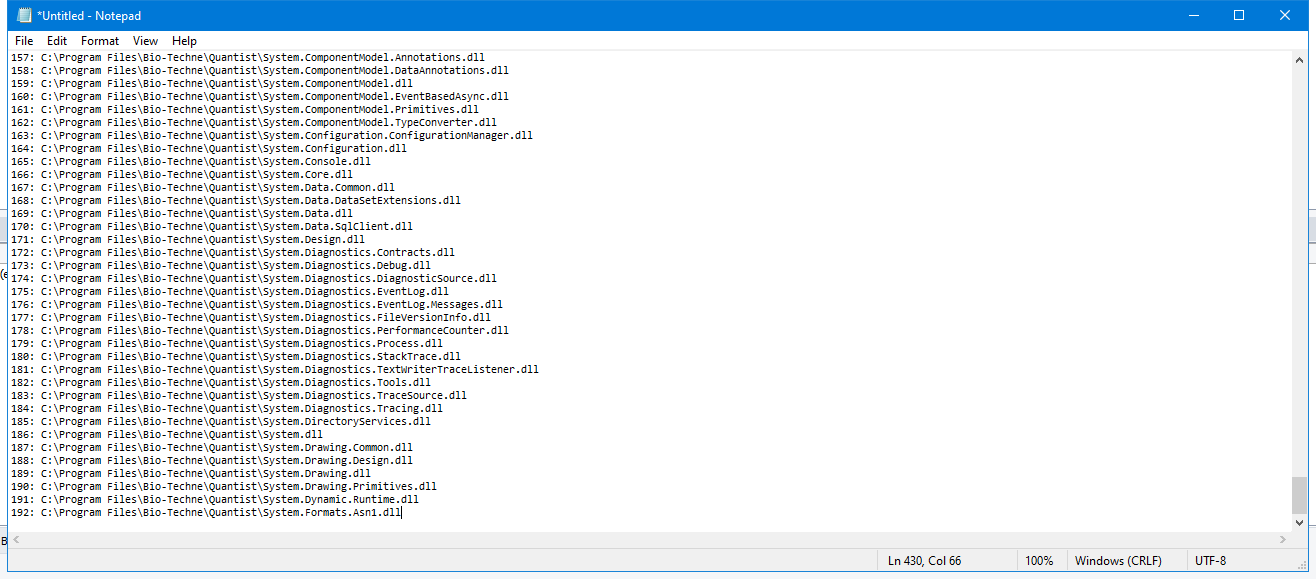 *Untitled - Notepad
File Edit Format View Help
157: C:\Program Files\Bio-Techne\Quantist\System.ComponentModel.Annotations.dll
158: C:\Program Files\Bio-Techne\Quantist\System.ComponentModel.DataAnnotations.dll
159: C:\Program Files\Bio-Techne\Quantist\System.ComponentModel.dll
160: C:\Program Files\Bio-Techne\Quantist\System.ComponentModel.EventBasedAsync.dll
161: C:\Program Files\Bio-Techne\Quantist\System.ComponentModel.Primitives.dll
162: C:\Program Files\Bio-Techne\Quantist\System.ComponentModel.TypeConverter.dll
163: C:\Program Files\Bio-Techne\Quantist\System.Configuration.ConfigurationManager.dll
164: C:\Program Files\Bio-Techne\Quantist\System.Configuration.dll
165: C:\Program Files\Bio-Techne\Quantist\System.Console.dll
166: C:\Program Files\Bio-Techne\Quantist\System.Core.dll
167: C:\Program Files\Bio-Techne\Quantist\System.Data.Common.dll
168: C:\Program Files\Bio-Techne\Quantist\System.Data.DataSetExtensions.dll
169: C:\Program Files\Bio-Techne\Quantist\System.Data.dll
170: C:\Program Files\Bio-Techne\Quantist\System.Data.SqlClient.dll
171: C:\Program Files\Bio-Techne\Quantist\System.Design.dll
172: C:\Program Files\Bio-Techne\Quantist\System.Diagnostics.Contracts.dll
173: C:\Program Files\Bio-Techne\Quantist\System.Diagnostics.Debug.dll
174: C:\Program Files\Bio-Techne\Quantist\System.Diagnostics.DiagnosticSource.dll
175: C:\Program Files\Bio-Techne\Quantist\System.Diagnostics.EventLog.dll
176: C:\Program Files\Bio-Techne\Quantist\System.Diagnostics.EventLog.Messages.dll
177: C:\Program Files\Bio-Techne\Quantist\System.Diagnostics.FileVersionInfo.dll
178: C:\Program Files\Bio-Techne\Quantist\System.Diagnostics.PerformanceCounter.dll
179: C:\Program Files\Bio-Techne\Quantist\System.Diagnostics.Process.dll
180: C:\Program Files\Bio-Techne\Quantist\System.Diagnostics.StackTrace.dll
181: C:\Program Files\Bio-Techne\Quantist\System.Diagnostics.TextWriterTraceListener.dll
182: C:\Program Files\Bio-Techne\Quantist\System.Diagnostics.Tools.dll
183: C:\Program Files\Bio-Techne\Quantist\System.Diagnostics.TraceSource.dll
184: C:\Program Files\Bio-Techne\Quantist\System.Diagnostics.Tracing.dll
185: C:\Program Files\Bio-Techne\Quantist\System.DirectoryServices.dll
186: C:\Program Files\Bio-Techne\Quantist\System.dll
187: C:\Program Files\Bio-Techne\Quantist\System.Drawing.Common.dll
188: C:\Program Files\Bio-Techne\Quantist\System.Drawing.Design.dll
189: C:\Program Files\Bio-Techne\Quantist\System.Drawing.dll
190: C:\Program Files\Bio-Techne\Quantist\System.Drawing.Primitives.dll
191: C:\Program Files\Bio-Techne\Quantist\System.Dynamic.Runtime.dll
192: C:\Program Files\Bio-Techne\Quantist\System.Formats.Asn1.dll
Ln 430, Col 66 100% Windows (CRLF) UTF-8